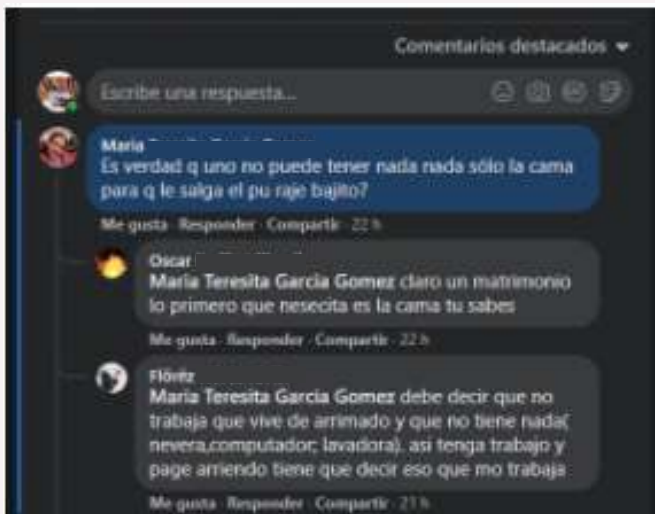 Comentarios destacados
Escribe una respuesta...
Maria
Es verdad q uno no puede tener nada nada sólo la cama
para q le salga el pu raje bajito?
Me gusta · Responder · Compartir · 22 h
Oscar
Maria Teresita Garcia Gomez claro un matrimonio
lo primero que nesecita es la cama tu sabes
Me gusta · Responder · Compartir · 22 h
Flórez
Maria Teresita Garcia Gomez debe decir que no
trabaja que vive de arrimado y que no tiene nada(
nevera,computador; lavadora). asi tenga trabajo y
page arriendo tiene que decir eso que mo trabaja
Me gusta · Responder · Compartir · 21 h